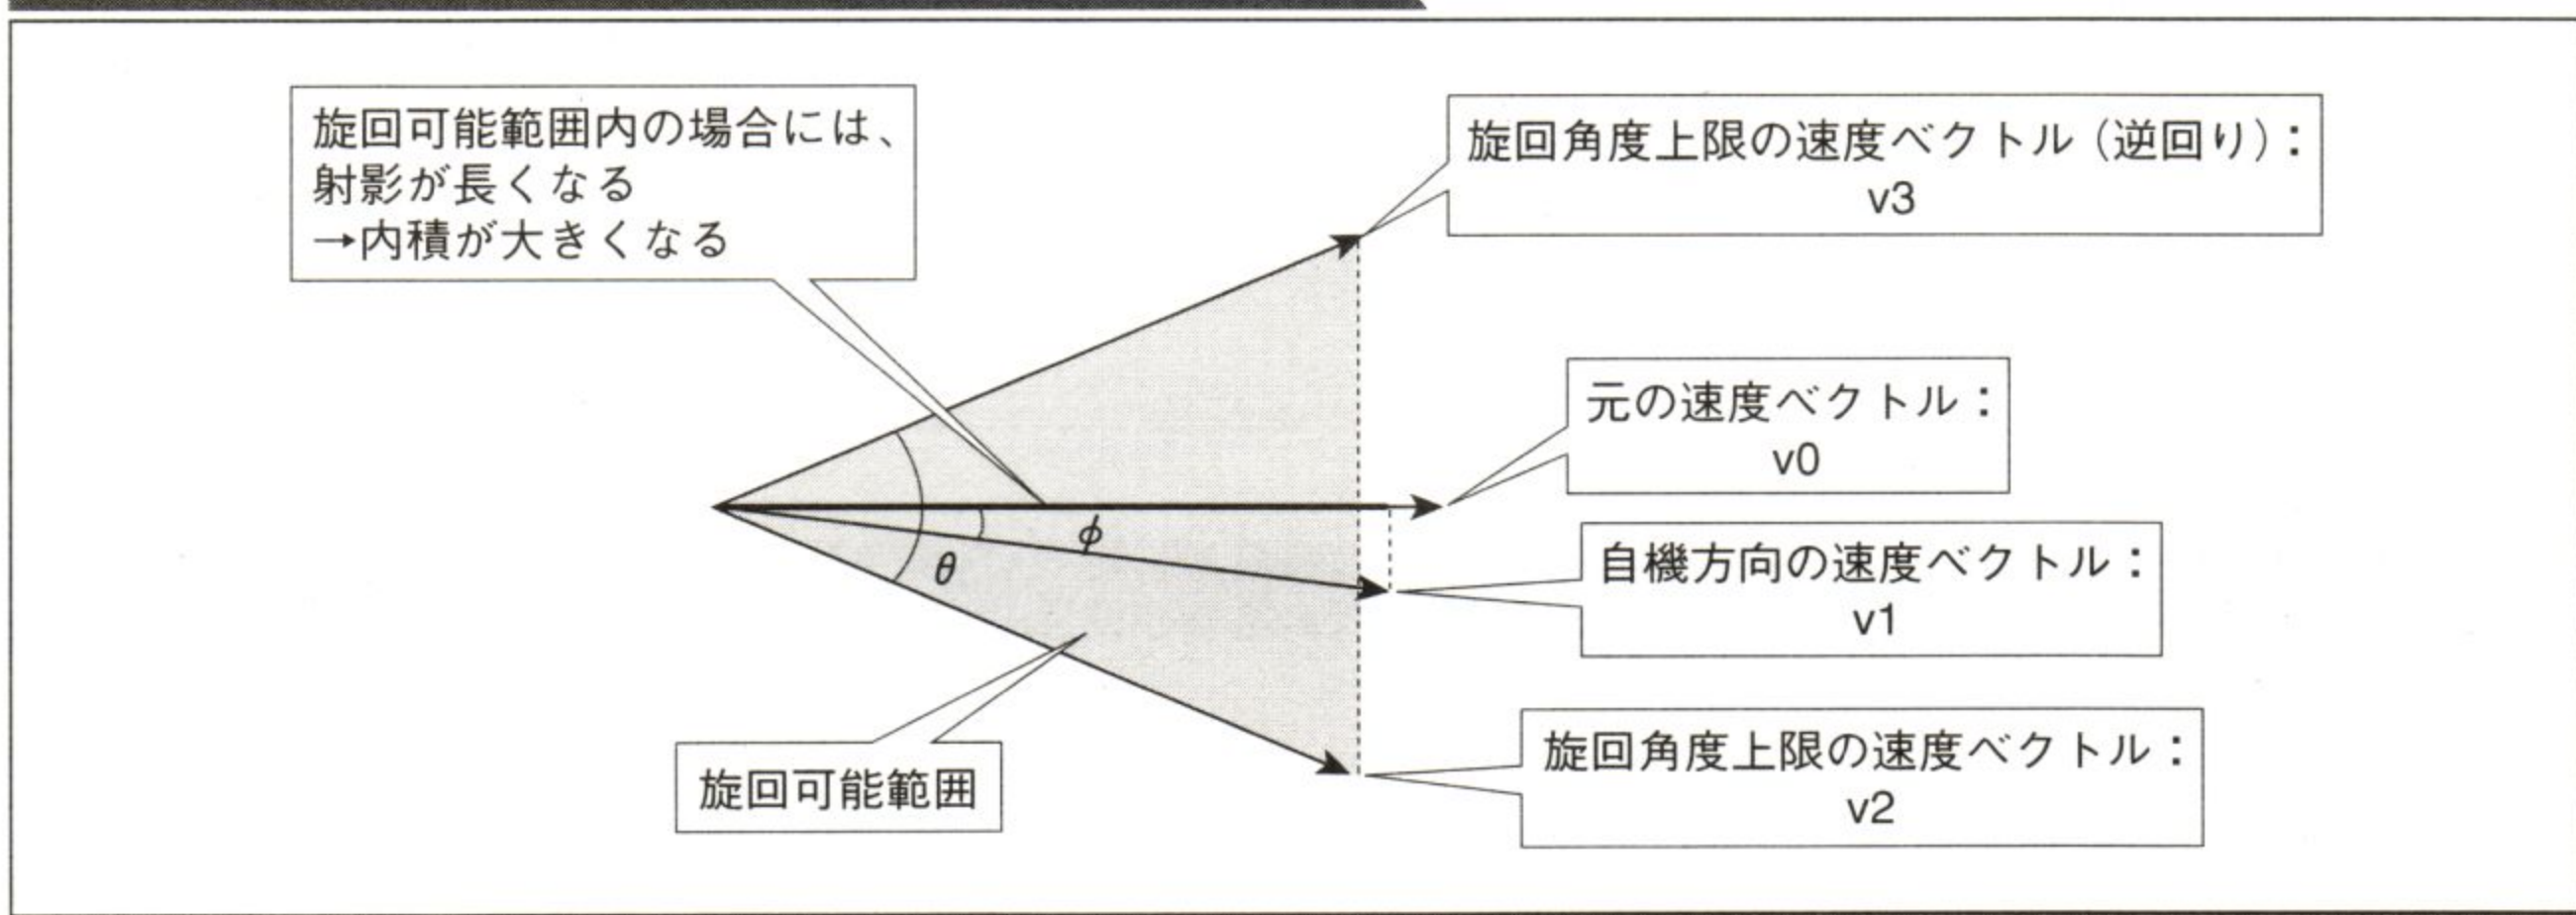 旋回可能範囲内の場合には、
射影が長くなる
→内積が大きくなる
旋回角度上限の速度ベクトル（逆回り）：
v3
元の速度ベクトル：
v0
φ
θ
自機方向の速度ベクトル：
v1
旋回角度上限の速度ベクトル：
v2
旋回可能範囲